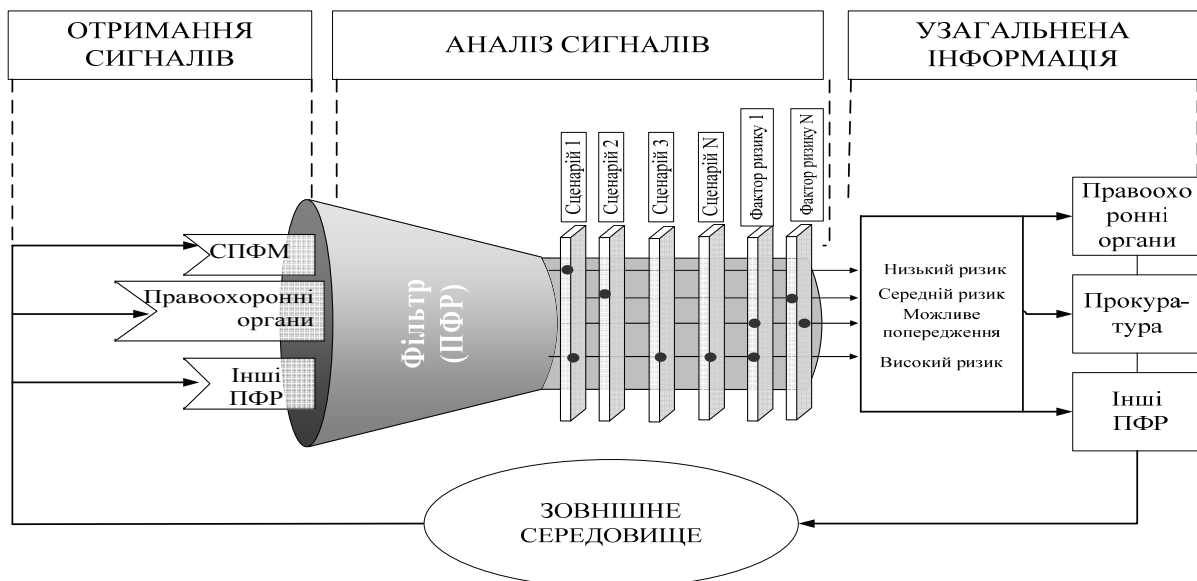 ОТРИМАННЯ
СИГНАЛІВ
АНАЛІЗ СИГНАЛІВ
УЗАГАЛЬНЕНА
ІНФОРМАЦІЯ
СПФМ
Правоохоронні
органи
Інші
ПФР
Фільтр
(ПФР)
Сценарій 1
Сценарій 2
Сценарій 3
Сценарій N
Фактор ризику 1
Фактор ризику N
Низький ризик
Середній ризик
Можливе
попередження
Високий ризик
Правоохо
ронні
органи
Прокура-
тура
Інші
ПФР
ЗОВНІШНЕ
СЕРЕДОВИЩЕ